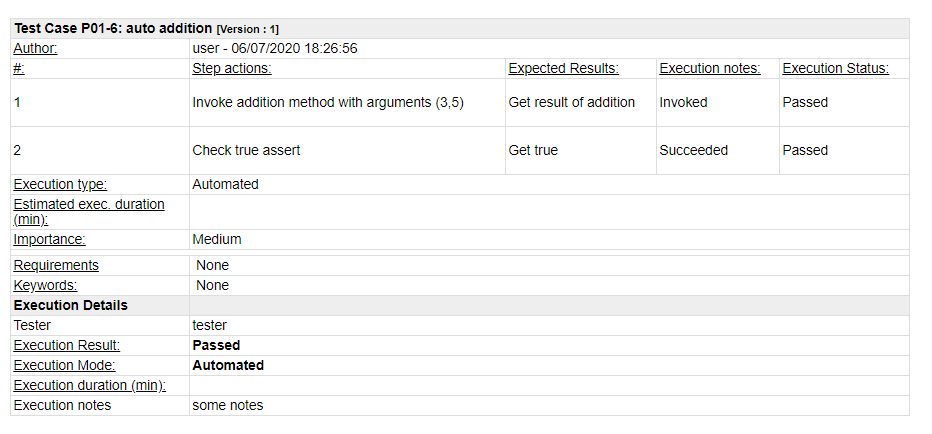 Test Case P01-6: auto addition [Version : 1]
Author: user - 06/07/2020 18:26:56
#: Step actions: Expected Results: Execution notes: Execution Status:
1 Invoke addition method with arguments (3,5) Get result of addition Invoked Passed
2 Check true assert Get true Succeeded Passed
Execution type: Automated
Estimated exec. duration
(min):
Importance: Medium
Requirements None
Keywords: None
Execution Details
Tester tester
Execution Result: Passed
Execution Mode: Automated
Execution duration (min):
Execution notes some notes